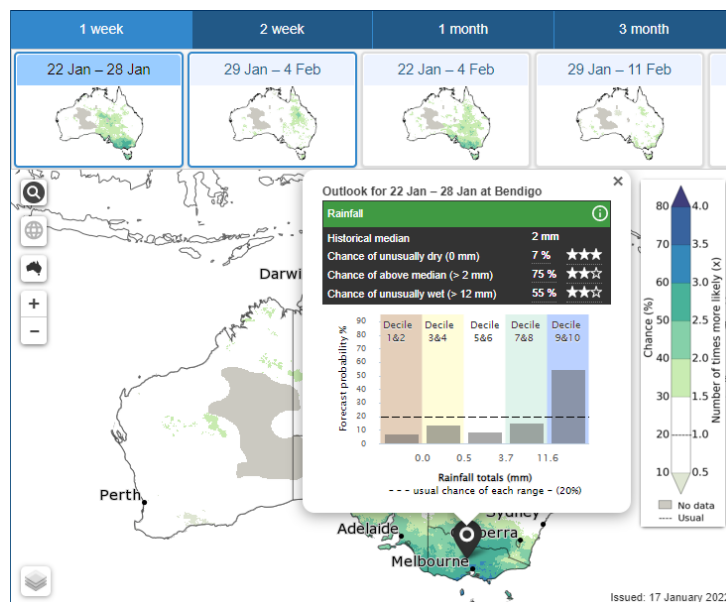 1 week
2 week
1 month
3 month
22 Jan – 28 Jan
29 Jan – 4 Feb
22 Jan – 4 Feb
29 Jan – 11 Feb
Outlook for 22 Jan – 28 Jan at Bendigo
×
Rainfall
i
Historical median 2 mm
Chance of unusually dry (0 mm) 7 % ★★★
Chance of above median (> 2 mm) 75 % ★★☆
Chance of unusually wet (> 12 mm) 55 % ★★☆
Forecast probability %
90
80
70
60
50
40
30
20
10
0
Decile 1&2
Decile 3&4
Decile 5&6
Decile 7&8
Decile 9&10
0.0 0.5 3.7 11.6
Rainfall totals (mm)
- - - usual chance of each range – (20%)
+
−
Darwi
Perth
Adelaide
Sydney
berra
Melbourne
Chance (%)
80
70
60
50
40
30
20
10
4.0
3.5
3.0
2.5
2.0
1.5
1.0
0.5
Number of times more likely (x)
No data
Usual
Issued: 17 January 2022